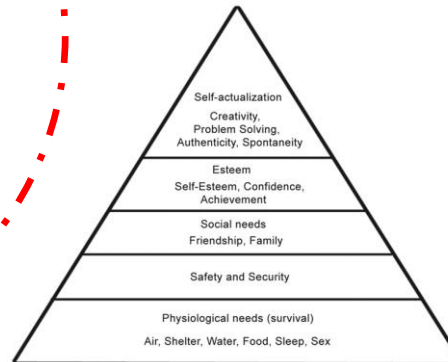 Self-actualization
Creativity,
Problem Solving,
Authenticity, Spontaneity
Esteem
Self-Esteem, Confidence,
Achievement
Social needs
Friendship, Family
Safety and Security
Physiological needs (survival)
Air, Shelter, Water, Food, Sleep, Sex